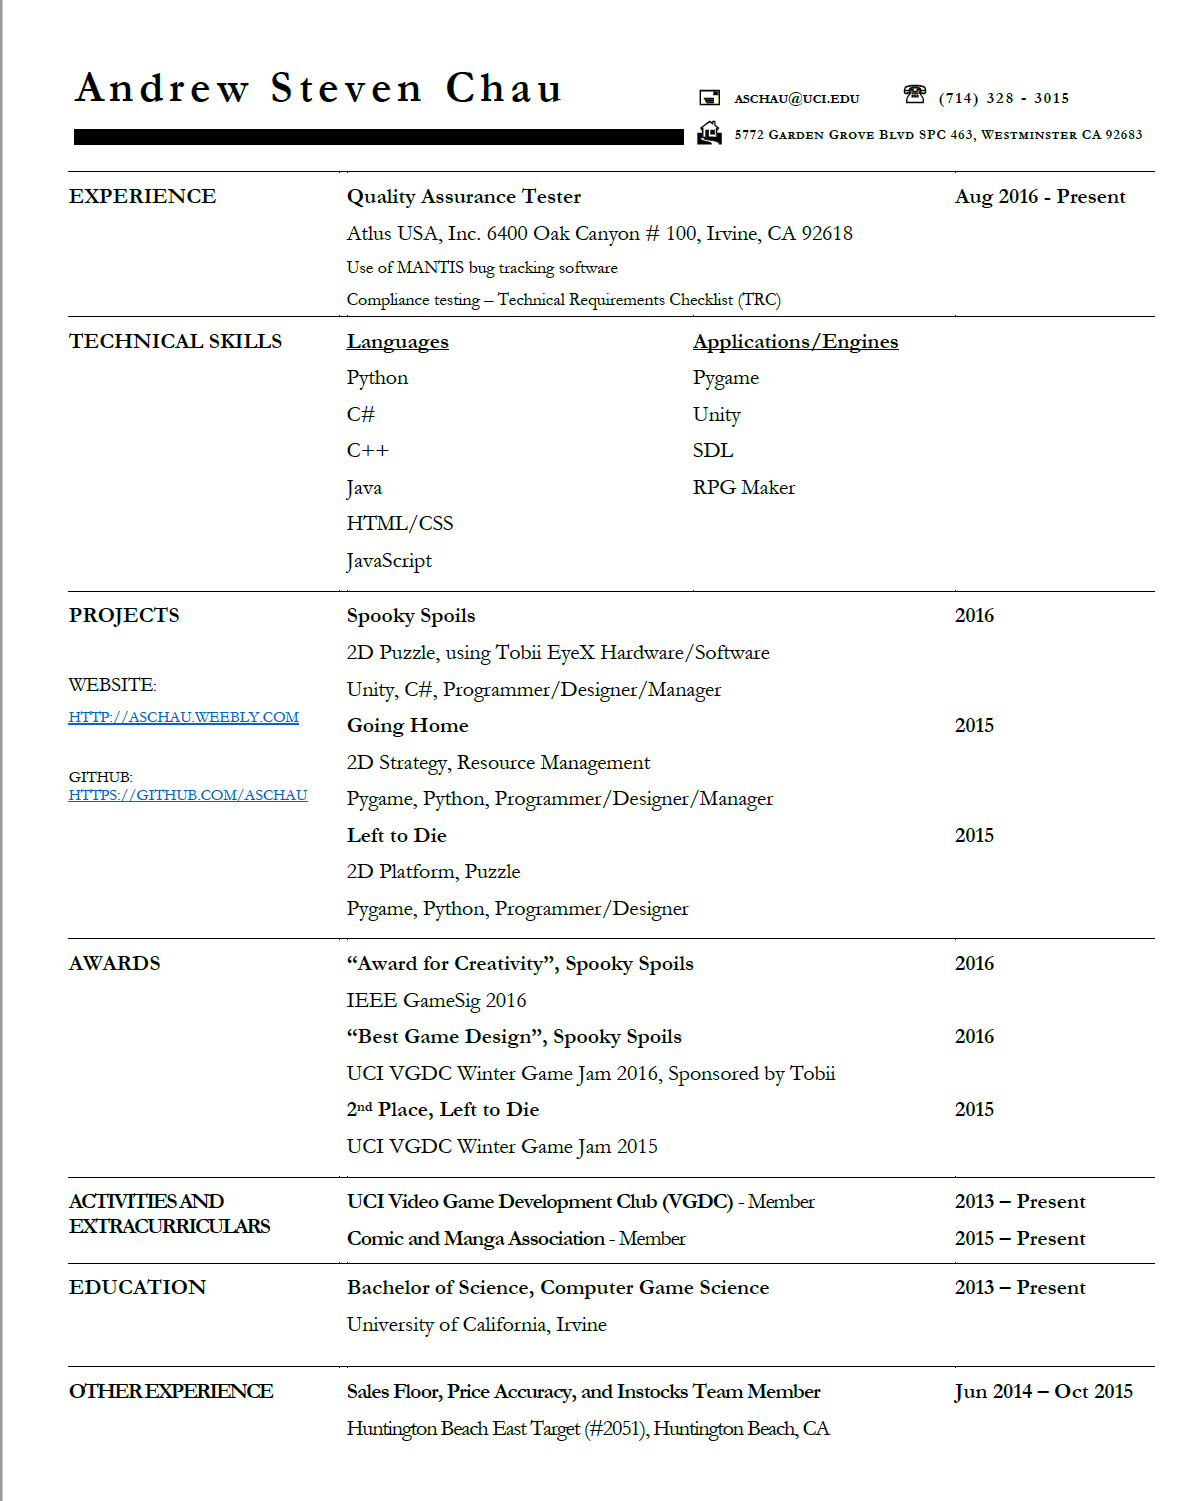 Andrew Steven Chau
ASCHAU@UCI.EDU (714) 328 - 3015
5772 GARDEN GROVE BLVD SPC 463, WESTMINSTER CA 92683
EXPERIENCE Quality Assurance Tester Aug 2016 - Present
Atlus USA, Inc. 6400 Oak Canyon # 100, Irvine, CA 92618
Use of MANTIS bug tracking software
Compliance testing – Technical Requirements Checklist (TRC)
TECHNICAL SKILLS Languages Applications/Engines
Python Pygame
C# Unity
C++ SDL
Java RPG Maker
HTML/CSS
JavaScript
PROJECTS Spooky Spoils 2016
2D Puzzle, using Tobii EyeX Hardware/Software
WEBSITE: Unity, C#, Programmer/Designer/Manager
HTTP://ASCHAU.WEEBLY.COM Going Home 2015
2D Strategy, Resource Management
GITHUB:
HTTPS://GITHUB.COM/ASCHAU Pygame, Python, Programmer/Designer/Manager
Left to Die 2015
2D Platform, Puzzle
Pygame, Python, Programmer/Designer
AWARDS “Award for Creativity”, Spooky Spoils 2016
IEEE GameSig 2016
“Best Game Design”, Spooky Spoils 2016
UCI VGDC Winter Game Jam 2016, Sponsored by Tobii
2nd Place, Left to Die 2015
UCI VGDC Winter Game Jam 2015
ACTIVITIES AND UCI Video Game Development Club (VGDC) - Member 2013 – Present
EXTRACURRICULARS Comic and Manga Association - Member 2015 – Present
EDUCATION Bachelor of Science, Computer Game Science 2013 – Present
University of California, Irvine
OTHER EXPERIENCE Sales Floor, Price Accuracy, and Instocks Team Member Jun 2014 – Oct 2015
Huntington Beach East Target (#2051), Huntington Beach, CA